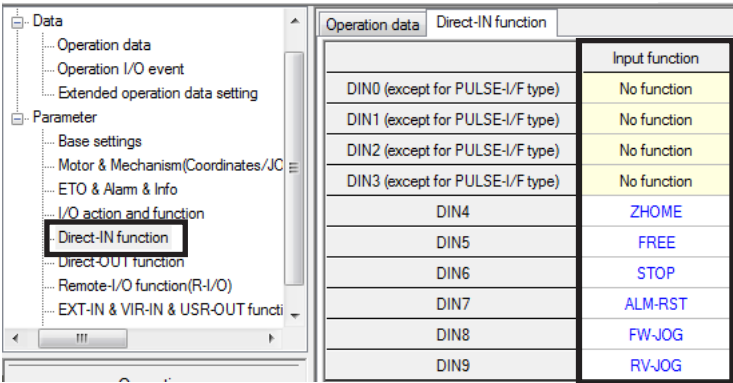 Data
Operation data
Operation I/O event
Extended operation data setting
Parameter
Base settings
Motor & Mechanism(Coordinates/JO
ETO & Alarm & Info
I/O action and function
Direct-IN function
Direct-OUT function
Remote-I/O function(R-I/O)
EXT-IN & VIR-IN & USR-OUT functi
Operation data Direct-IN function
Input function
DIN0 (except for PULSE-I/F type) No function
DIN1 (except for PULSE-I/F type) No function
DIN2 (except for PULSE-I/F type) No function
DIN3 (except for PULSE-I/F type) No function
DIN4 ZHOME
DIN5 FREE
DIN6 STOP
DIN7 ALM-RST
DIN8 FW-JOG
DIN9 RV-JOG